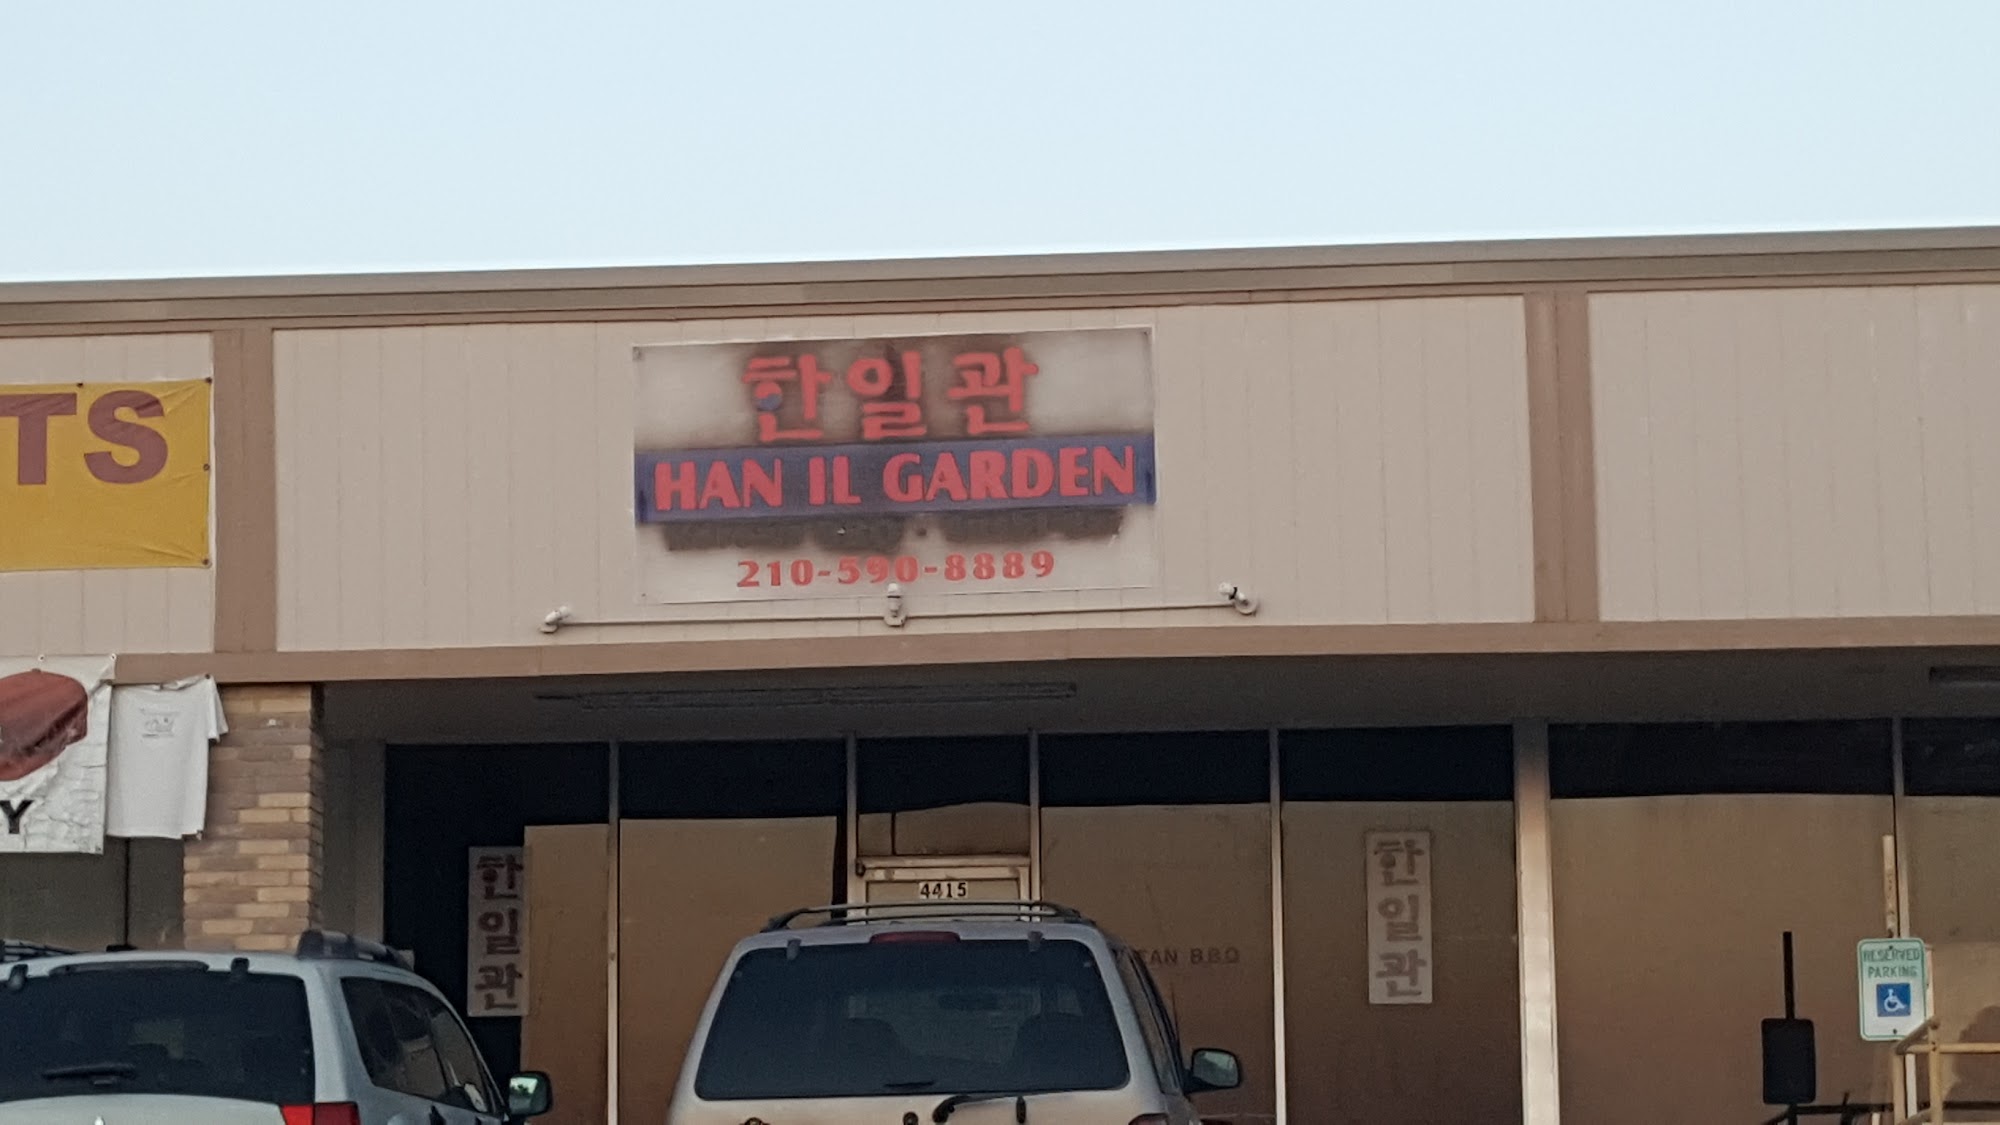 TS
한일관
HAN IL GARDEN
210-590-8889
Y
4415
한일관
B.B.Q
한일관
RESERVED
PARKING